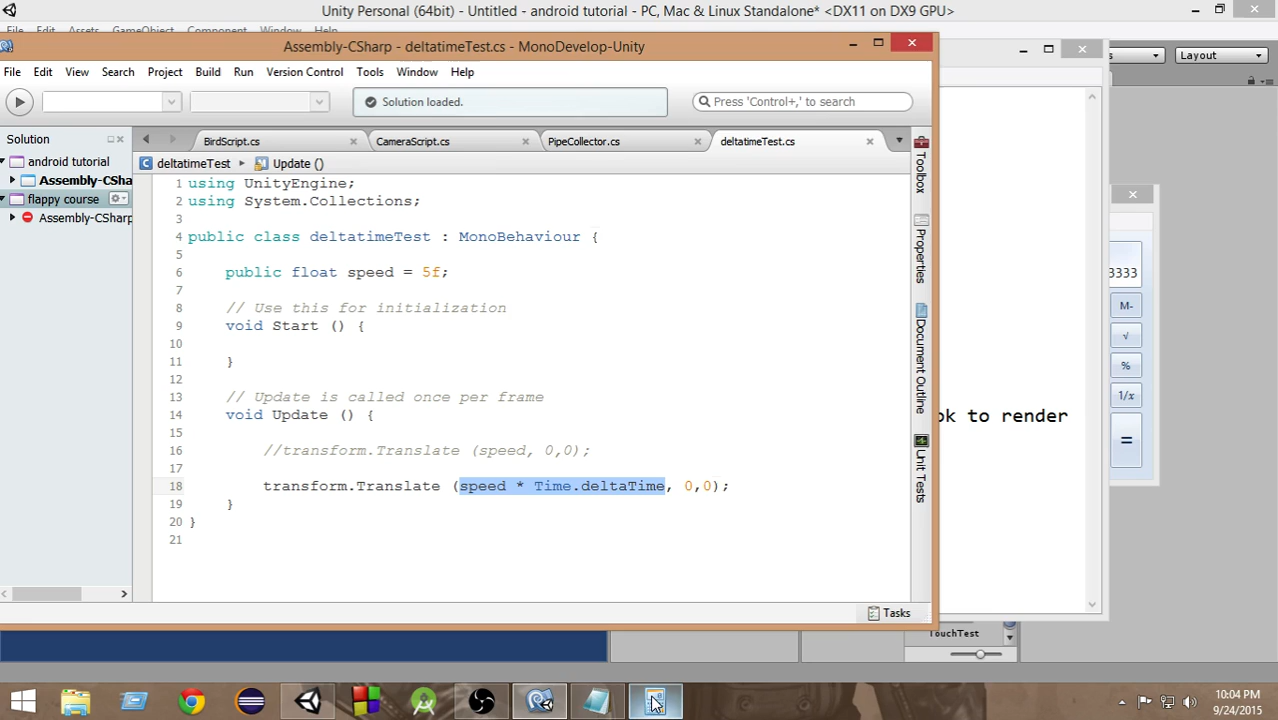 Unity Personal (64bit) - Untitled - android tutorial - PC, Mac & Linux Standalone* <DX11 on DX9 GPU>
File Edit Assets GameObject Component Window Help
Layout
Assembly-CSharp - deltatimeTest.cs - MonoDevelop-Unity
File Edit View Search Project Build Run Version Control Tools Window Help
Solution loaded.
Press 'Control+,' to search
Solution
BirdScript.cs
CameraScript.cs
PipeCollector.cs
deltatimeTest.cs
android tutorial
Assembly-CSha
flappy course
Assembly-CSharp
deltatimeTest
Update ()
1 using UnityEngine;
2 using System.Collections;
3
4 public class deltatimeTest : MonoBehaviour {
5
6 public float speed = 5f;
7
8 // Use this for initialization
9 void Start () {
10
11 }
12
13 // Update is called once per frame
14 void Update () {
15
16 //transform.Translate (speed, 0,0);
17
18 transform.Translate (speed * Time.deltaTime, 0,0);
19 }
20 }
21
Toolbox
Properties
Document Outline
Unit Tests
3333
M-
√
%
1/x
=
ok to render
Tasks
TouchTest
10:04 PM
9/24/2015